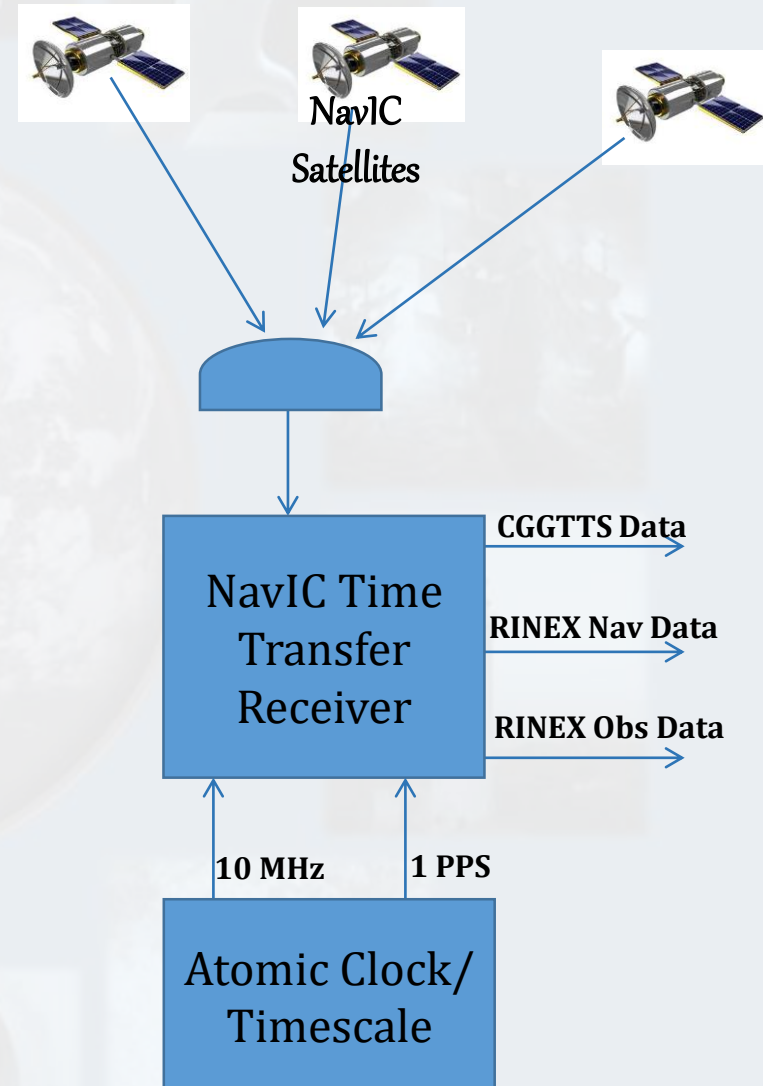 NavIC
Satellites
CGGTTS Data
NavIC Time
Transfer
Receiver
RINEX Nav Data
RINEX Obs Data
10 MHz
1 PPS
Atomic Clock/
Timescale